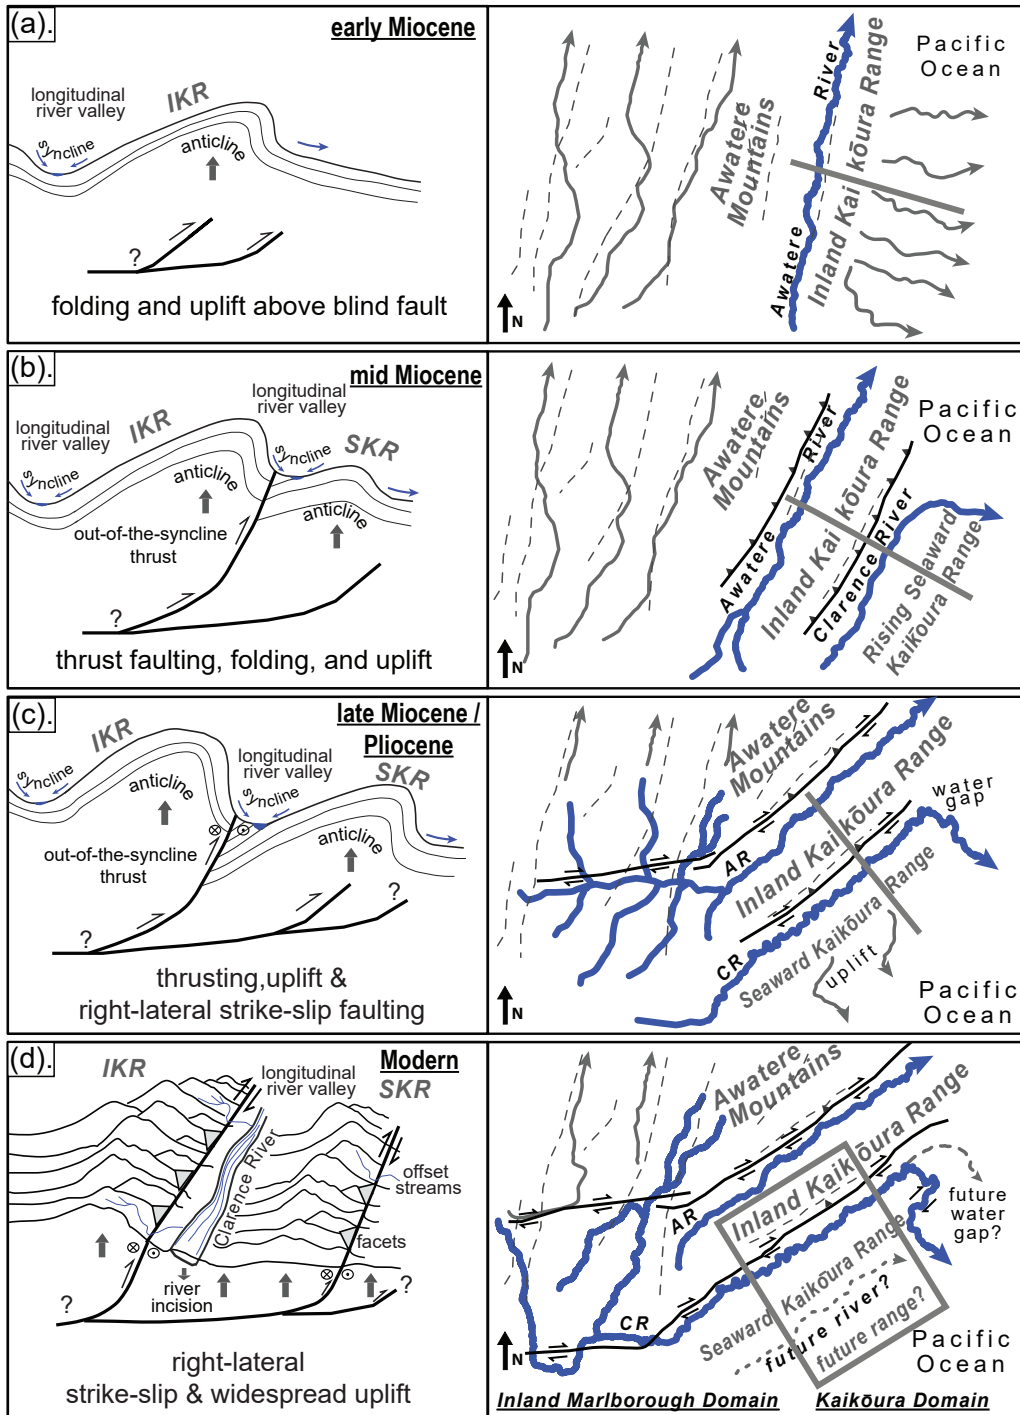 (a).
early Miocene
longitudinal
river valley
IKR
syncline
anticline
?
folding and uplift above blind fault
Awatere
Mountains
Awatere River
Inland Kaikōura Range
Pacific
Ocean
N
(b).
mid Miocene
longitudinal
river valley
IKR
longitudinal
river valley
SKR
syncline
syncline
anticline
anticline
out-of-the-syncline
thrust
?
thrust faulting, folding, and uplift
Awatere
Mountains
Awatere River
Inland Kaikōura Range
Clarence River
Rising Seaward
Kaikōura Range
Pacific
Ocean
N
(c).
late Miocene /
Pliocene
IKR
longitudinal
river valley
SKR
syncline
syncline
anticline
anticline
out-of-the-syncline
thrust
?
?
thrusting,uplift &
right-lateral strike-slip faulting
Awatere
Mountains
AR
Inland Kaikōura Range
water
gap
CR
Seaward Kaikōura Range
uplift
Pacific
Ocean
N
(d).
Modern
IKR
longitudinal
river valley
SKR
Clarence River
offset
streams
facets
river
incision
?
?
right-lateral
strike-slip & widespread uplift
Awatere
Mountains
AR
Inland Kaikōura Range
future
water
gap?
CR
Seaward Kaikōura Range
future river?
future range?
Pacific
Ocean
N
Inland Marlborough Domain
Kaikōura Domain